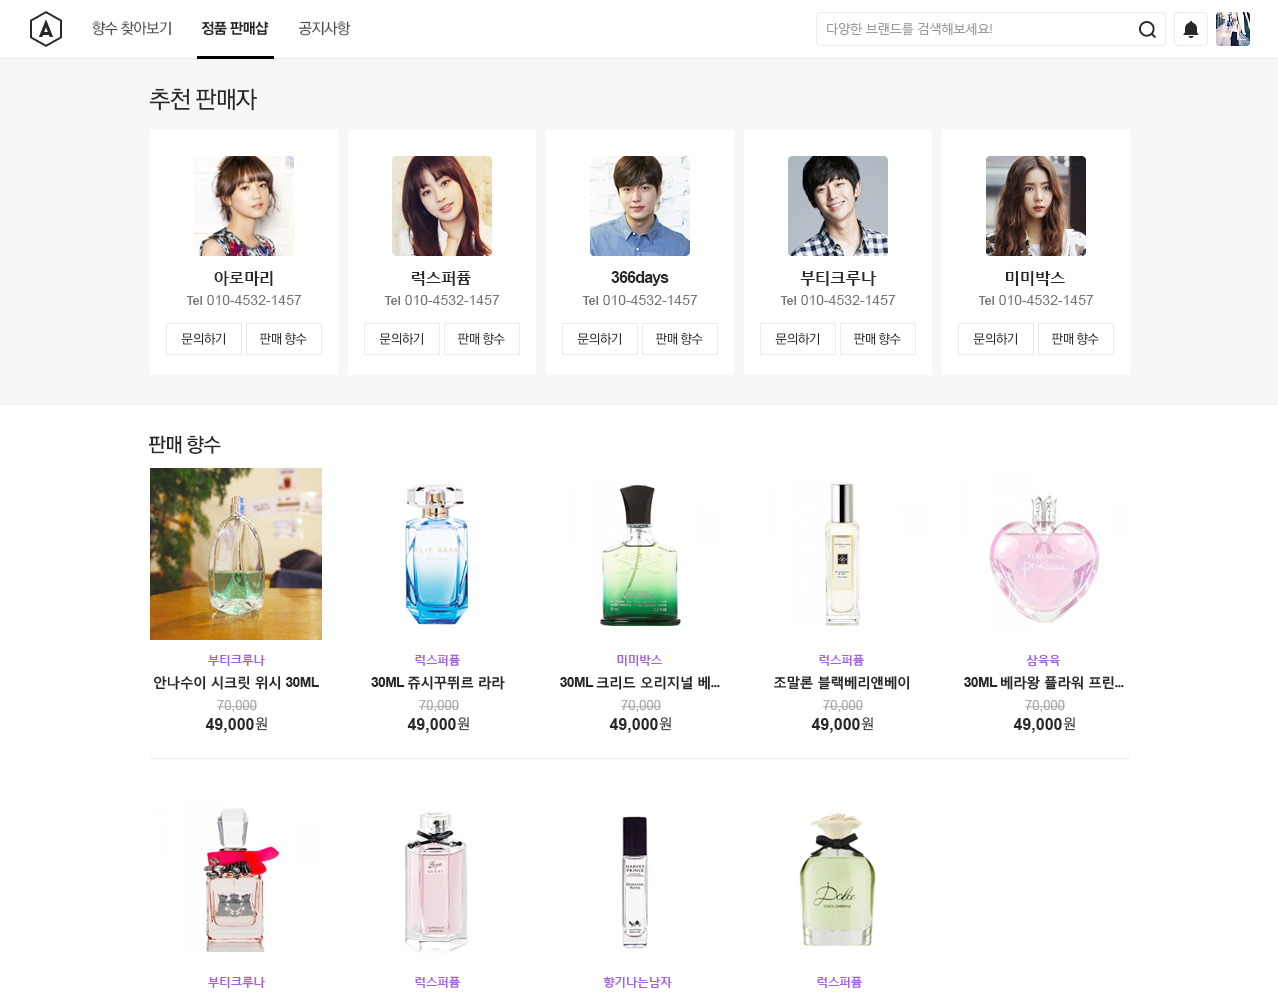 향수 찾아보기 정품 판매샵 공지사항 다양한 브랜드를 검색해보세요!
추천 판매자
아로마리 럭스퍼퓸 366days 부티크루나 미미박스
Tel 010-4532-1457 Tel 010-4532-1457 Tel 010-4532-1457 Tel 010-4532-1457 Tel 010-4532-1457
문의하기 판매 향수 문의하기 판매 향수 문의하기 판매 향수 문의하기 판매 향수 문의하기 판매 향수
판매 향수
ELIE SAAB
VERA WANG
princess
부티크루나 럭스퍼퓸 미미박스 럭스퍼퓸 삼육육
안나수이 시크릿 위시 30ML 30ML 쥬시꾸뛰르 라라 30ML 크리드 오리지널 베... 조말론 블랙베리앤베이 30ML 베라왕 플라워 프린...
70,000 70,000 70,000 70,000 70,000
49,000원 49,000원 49,000원 49,000원 49,000원
GUCCI
HARVEY
PRINCE
Dolce
부티크루나 럭스퍼퓸 향기나는남자 럭스퍼퓸